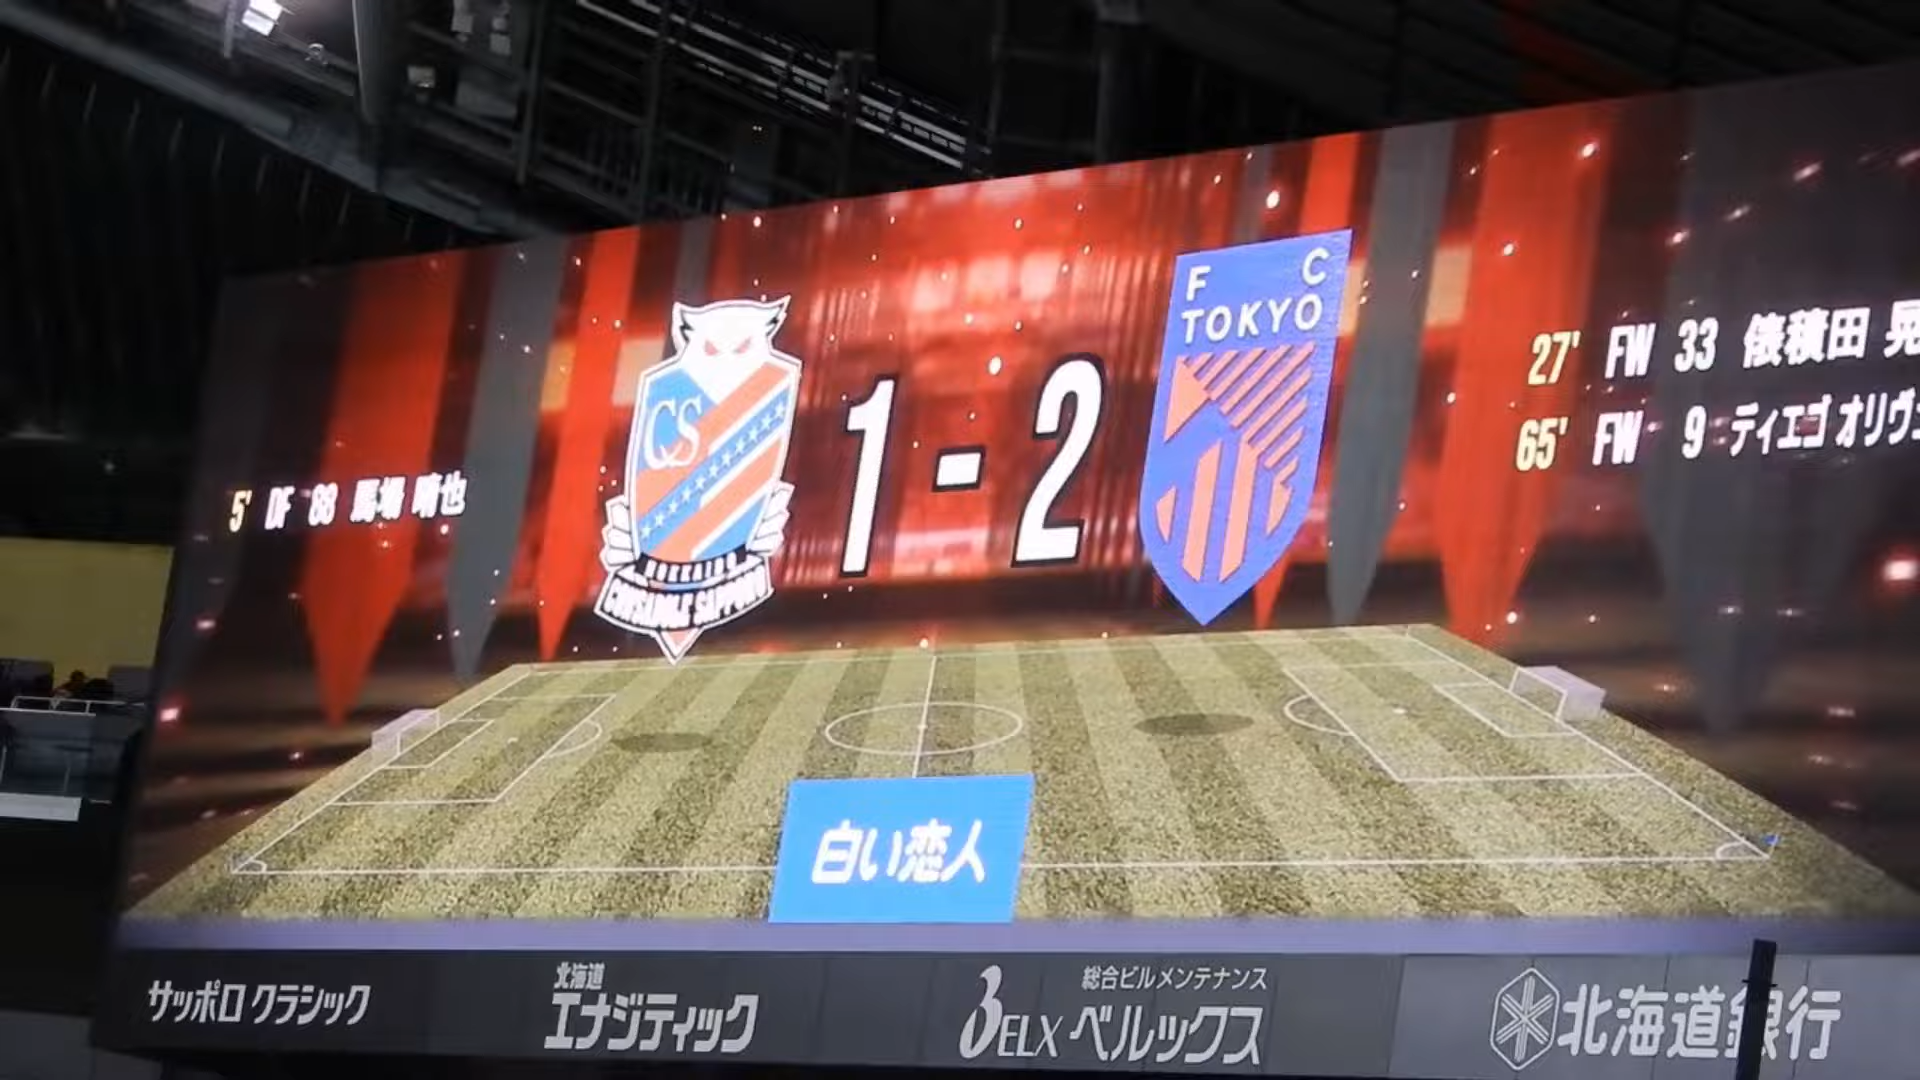 F C
TOKYO
CS
HOKKAIDO
CONSADOLE SAPPORO
1 - 2
5' DF 88 馬場 晴也
27' FW 33 俵積田 晃
65' FW 9 ディエゴ オリヴェ
白い恋人
サッポロ クラシック
北海道
エナジティック
総合ビルメンテナンス
BELX ベルックス
北海道銀行